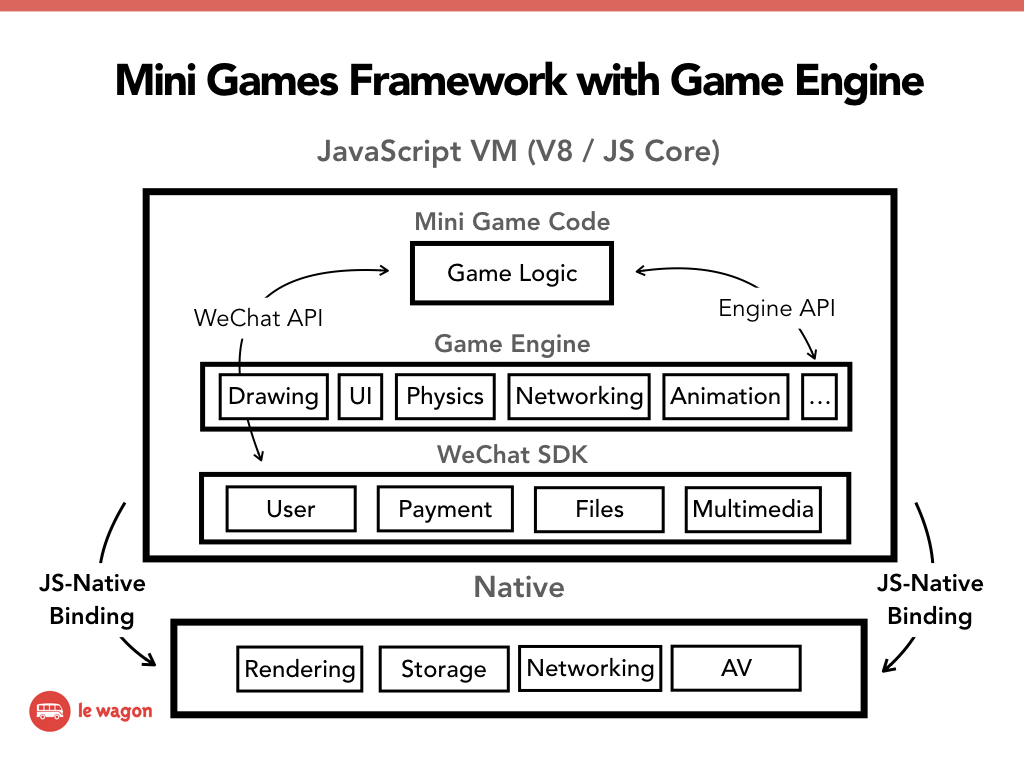 Mini Games Framework with Game Engine
JavaScript VM (V8 / JS Core)
Mini Game Code
Game Logic
WeChat API
Engine API
Game Engine
Drawing
UI
Physics
Networking
Animation
...
WeChat SDK
User
Payment
Files
Multimedia
JS-Native
Binding
Native
JS-Native
Binding
Rendering
Storage
Networking
AV
le wagon